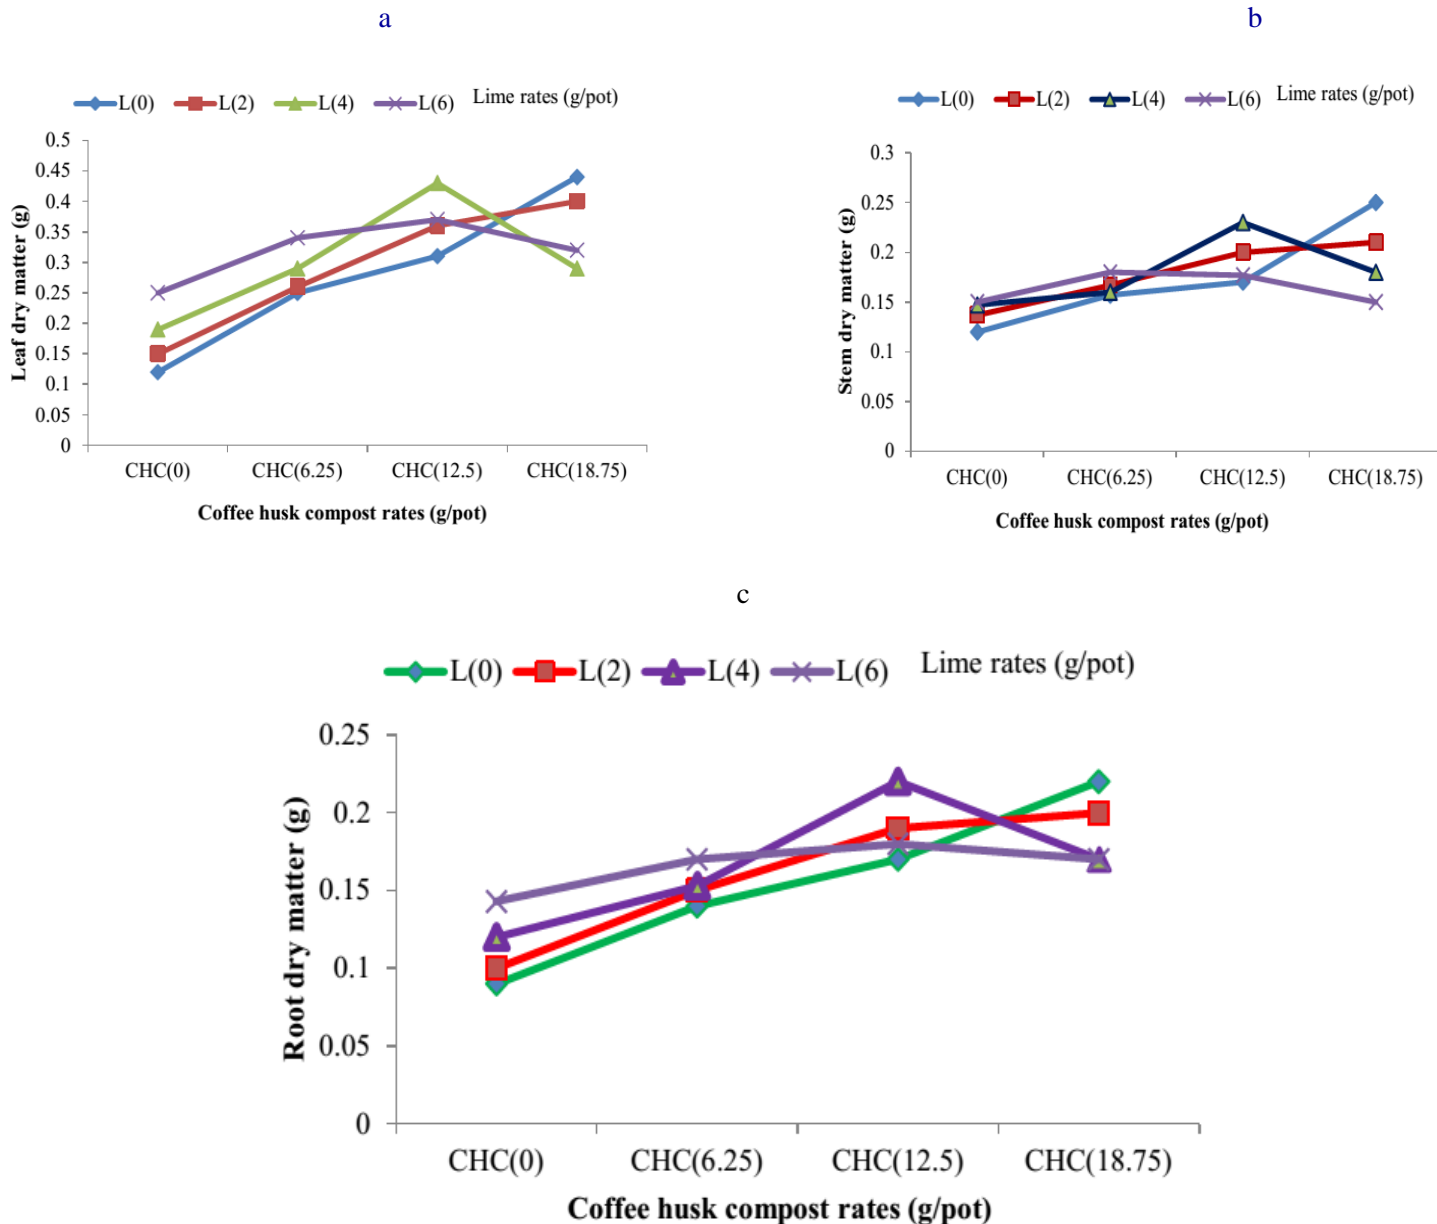 a
b
L(0) L(2) L(4) L(6) Lime rates (g/pot)
0.5
0.45
0.4
0.35
0.3
0.25
0.2
0.15
0.1
0.05
0
Leaf dry matter (g)
CHC(0) CHC(6.25) CHC(12.5) CHC(18.75)
Coffee husk compost rates (g/pot)
L(0) L(2) L(4) L(6) Lime rates (g/pot)
0.3
0.25
0.2
0.15
0.1
0.05
0
Stem dry matter (g)
CHC(0) CHC(6.25) CHC(12.5) CHC(18.75)
Coffee husk compost rates (g/pot)
c
L(0) L(2) L(4) L(6) Lime rates (g/pot)
0.25
0.2
0.15
0.1
0.05
0
Root dry matter (g)
CHC(0) CHC(6.25) CHC(12.5) CHC(18.75)
Coffee husk compost rates (g/pot)